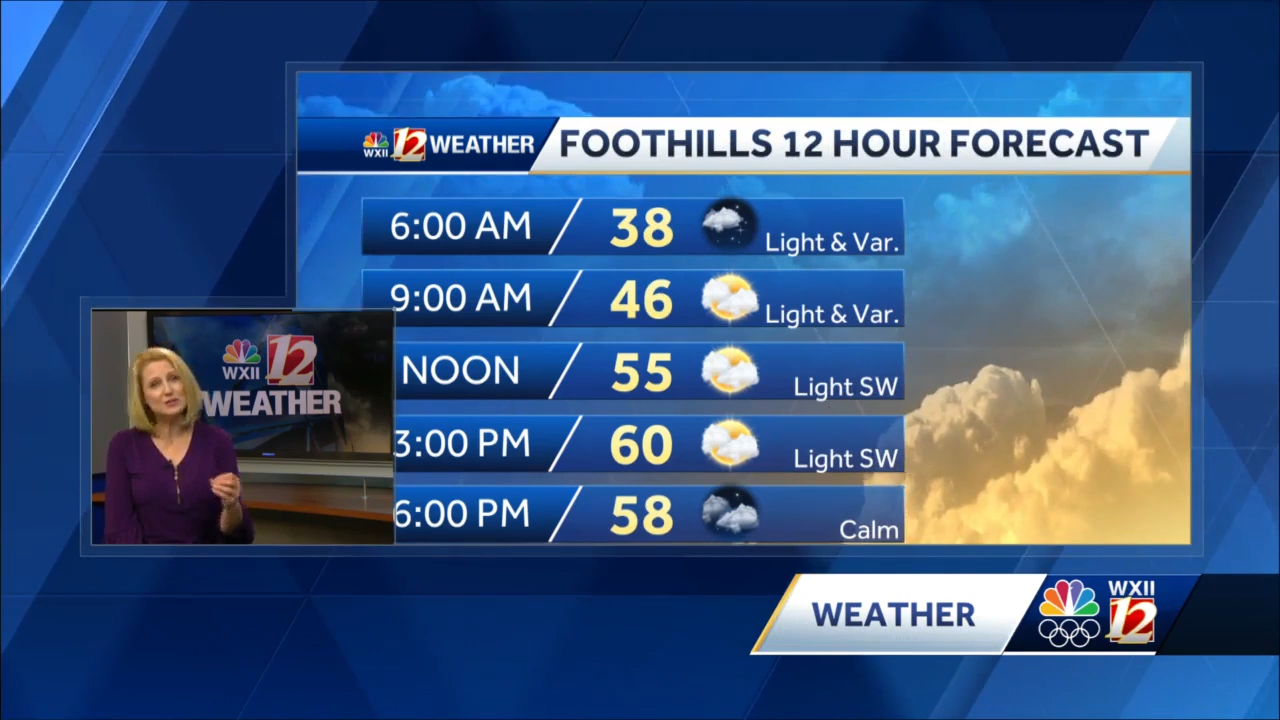 WXII 12 WEATHER
FOOTHILLS 12 HOUR FORECAST
6:00 AM 38 Light & Var.
9:00 AM 46 Light & Var.
NOON 55 Light SW
3:00 PM 60 Light SW
6:00 PM 58 Calm
WXII 12
WEATHER
WEATHER
WXII
12